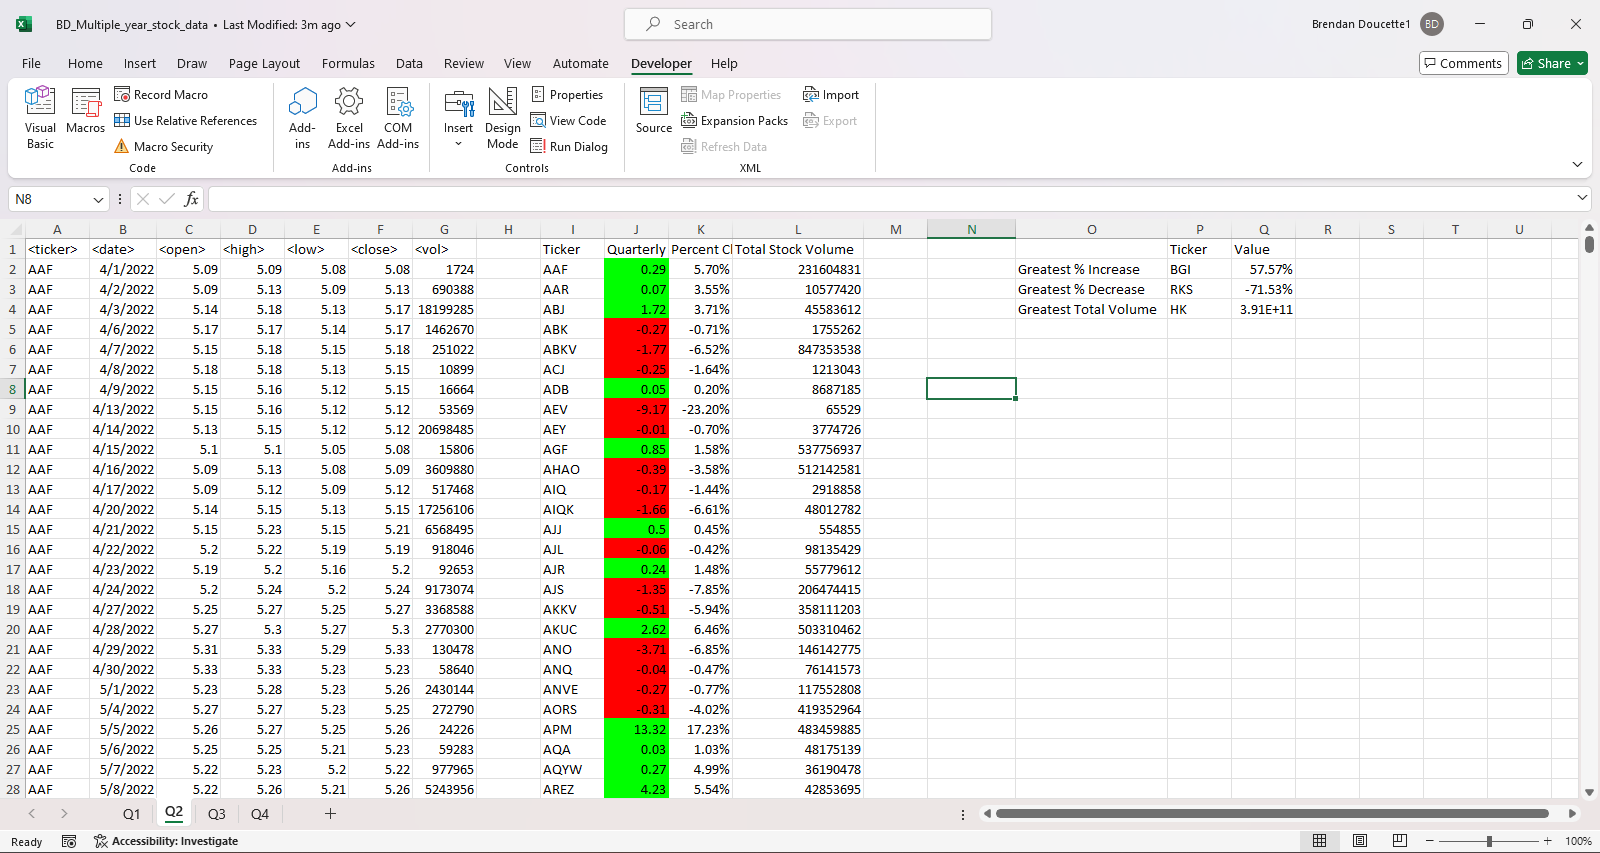 BD_Multiple_year_stock_data • Last Modified: 3m ago
Search
Brendan Doucette1 BD
File Home Insert Draw Page Layout Formulas Data Review View Automate Developer Help
Comments Share
Visual Basic
Macros
Record Macro
Use Relative References
Macro Security
Code
Add-ins
Excel Add-ins
COM Add-ins
Add-ins
Insert
Design Mode
Properties
View Code
Run Dialog
Controls
Source
Map Properties
Expansion Packs
Refresh Data
Import
Export
XML
N8 fx
A B C D E F G H I J K L M N O P Q R S T U
1 <ticker> <date> <open> <high> <low> <close> <vol> Ticker Quarterly Percent Cl Total Stock Volume Ticker Value
2 AAF 4/1/2022 5.09 5.09 5.08 5.08 1724 AAF 0.29 5.70% 231604831 Greatest % Increase BGI 57.57%
3 AAF 4/2/2022 5.09 5.13 5.09 5.13 690388 AAR 0.07 3.55% 10577420 Greatest % Decrease RKS -71.53%
4 AAF 4/3/2022 5.14 5.18 5.13 5.17 18199285 ABJ 1.72 3.71% 45583612 Greatest Total Volume HK 3.91E+11
5 AAF 4/6/2022 5.17 5.17 5.14 5.17 1462670 ABK -0.27 -0.71% 1755262
6 AAF 4/7/2022 5.15 5.18 5.15 5.18 251022 ABKV -1.77 -6.52% 847353538
7 AAF 4/8/2022 5.18 5.18 5.13 5.15 10899 ACJ -0.25 -1.64% 1213043
8 AAF 4/9/2022 5.15 5.16 5.12 5.15 16664 ADB 0.05 0.20% 8687185
9 AAF 4/13/2022 5.15 5.16 5.12 5.12 53569 AEV -9.17 -23.20% 65529
10 AAF 4/14/2022 5.13 5.15 5.12 5.12 20698485 AEY -0.01 -0.70% 3774726
11 AAF 4/15/2022 5.1 5.1 5.05 5.08 15806 AGF 0.85 1.58% 537756937
12 AAF 4/16/2022 5.09 5.13 5.08 5.09 3609880 AHAO -0.39 -3.58% 512142581
13 AAF 4/17/2022 5.09 5.12 5.09 5.12 517468 AIQ -0.17 -1.44% 2918858
14 AAF 4/20/2022 5.14 5.15 5.13 5.15 17256106 AIQK -1.66 -6.61% 48012782
15 AAF 4/21/2022 5.15 5.23 5.15 5.21 6568495 AJJ 0.5 0.45% 554855
16 AAF 4/22/2022 5.2 5.22 5.19 5.19 918046 AJL -0.06 -0.42% 98135429
17 AAF 4/23/2022 5.19 5.2 5.16 5.2 92653 AJR 0.24 1.48% 55779612
18 AAF 4/24/2022 5.2 5.24 5.2 5.24 9173074 AJS -1.35 -7.85% 206474415
19 AAF 4/27/2022 5.25 5.27 5.25 5.27 3368588 AKKV -0.51 -5.94% 358111203
20 AAF 4/28/2022 5.27 5.3 5.27 5.3 2770300 AKUC 2.62 6.46% 503310462
21 AAF 4/29/2022 5.31 5.33 5.29 5.33 130478 ANO -3.71 -6.85% 146142775
22 AAF 4/30/2022 5.33 5.33 5.23 5.23 58640 ANQ -0.04 -0.47% 76141573
23 AAF 5/1/2022 5.23 5.28 5.23 5.26 2430144 ANVE -0.27 -0.77% 117552808
24 AAF 5/4/2022 5.27 5.27 5.23 5.25 272790 AORS -0.31 -4.02% 419352964
25 AAF 5/5/2022 5.26 5.27 5.25 5.26 24226 APM 13.32 17.23% 483459885
26 AAF 5/6/2022 5.25 5.25 5.21 5.23 59283 AQA 0.03 1.03% 48175139
27 AAF 5/7/2022 5.22 5.23 5.2 5.22 977965 AQYW 0.27 4.99% 36190478
28 AAF 5/8/2022 5.22 5.26 5.21 5.26 5243956 AREZ 4.23 5.54% 42853695
Q1 Q2 Q3 Q4 +
Ready Accessibility: Investigate 100%